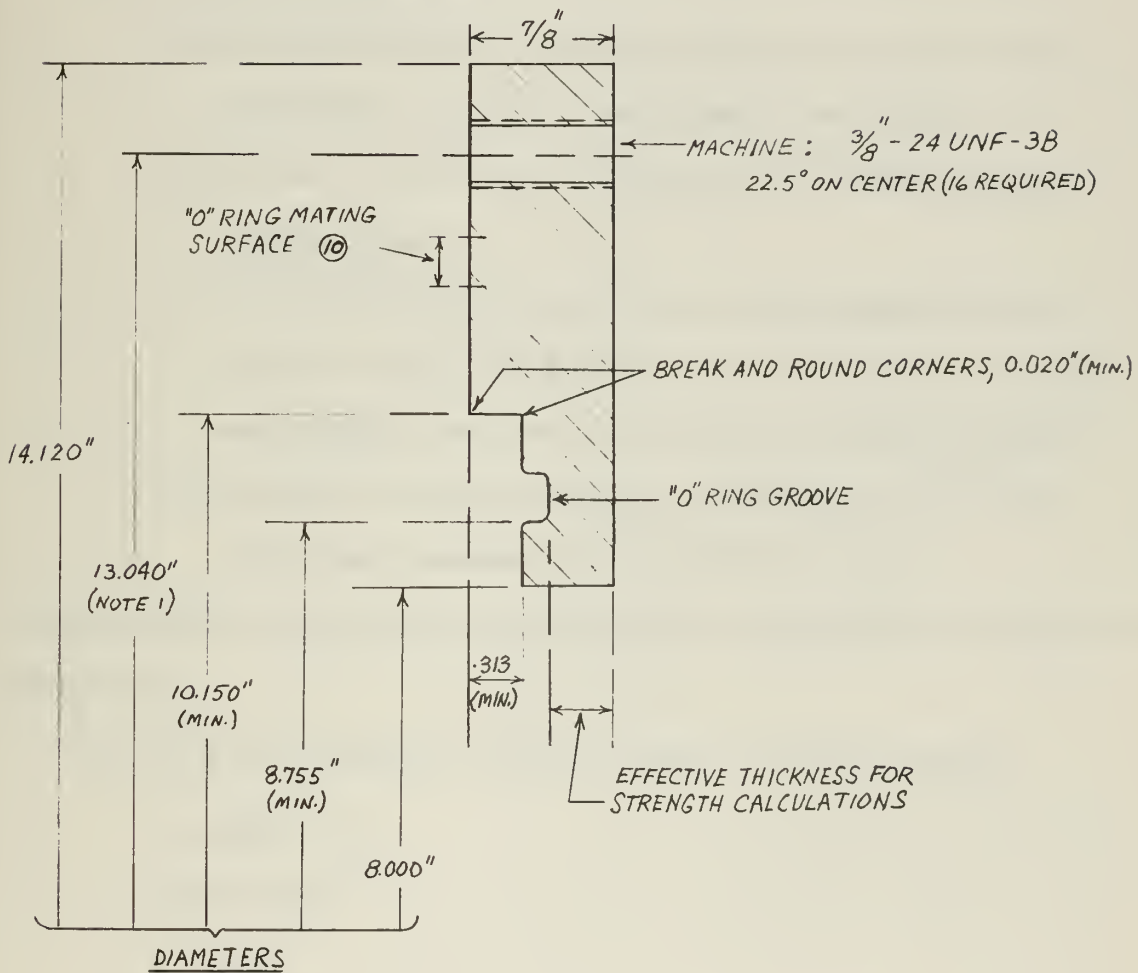 7/8"
MACHINE: 3/8" - 24 UNF-3B
22.5° ON CENTER (16 REQUIRED)
"O" RING MATING
SURFACE 10
BREAK AND ROUND CORNERS, 0.020" (MIN.)
14.120"
"O" RING GROOVE
13.040"
(NOTE 1)
.313
(MIN.)
10.150"
(MIN.)
8.755"
(MIN.)
EFFECTIVE THICKNESS FOR
STRENGTH CALCULATIONS
8.000"
DIAMETERS